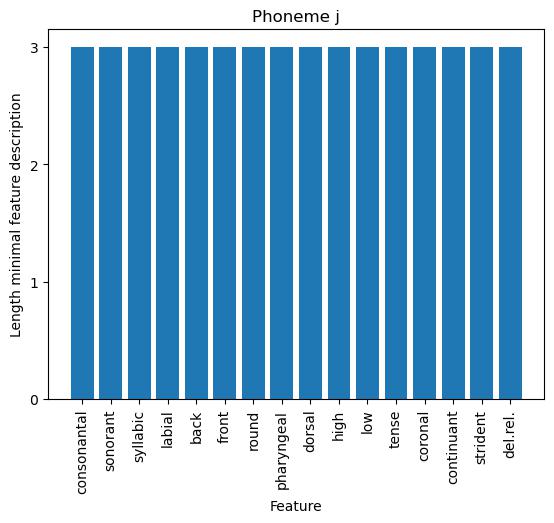 Phoneme j
Length minimal feature description
3
2
1
0
consonantal
sonorant
syllabic
labial
back
front
round
pharyngeal
dorsal
high
low
tense
coronal
continuant
strident
del.rel.
Feature